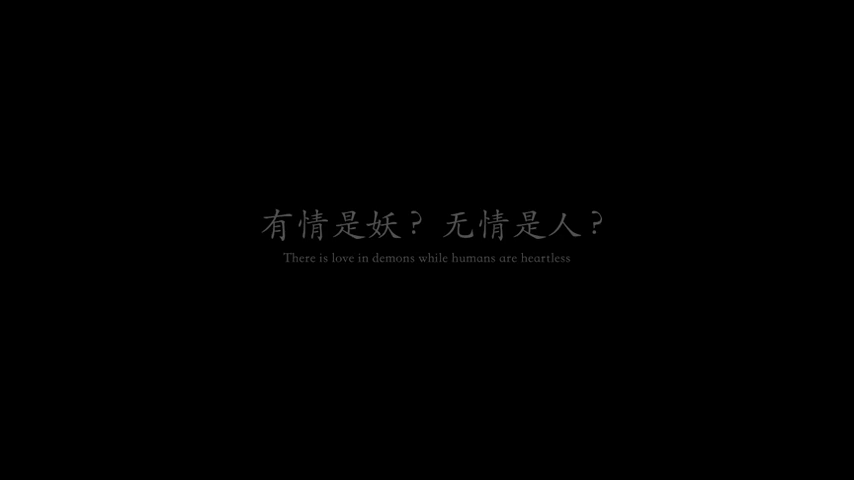 有情是妖？无情是人？
There is love in demons while humans are heartless